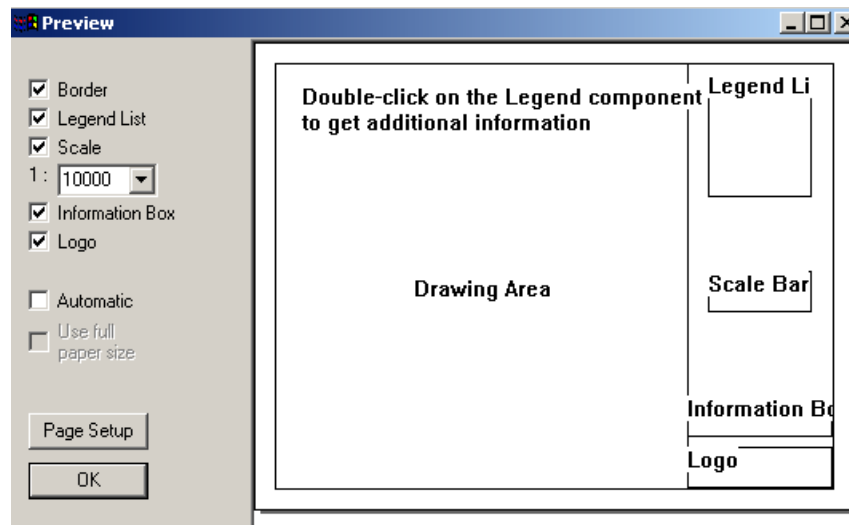 Preview
Border
Legend List
Scale
1 : 10000
Information Box
Logo
Automatic
Use full
paper size
Page Setup
OK
Double-click on the Legend component
to get additional information
Legend Li
Drawing Area
Scale Bar
Information Bo
Logo